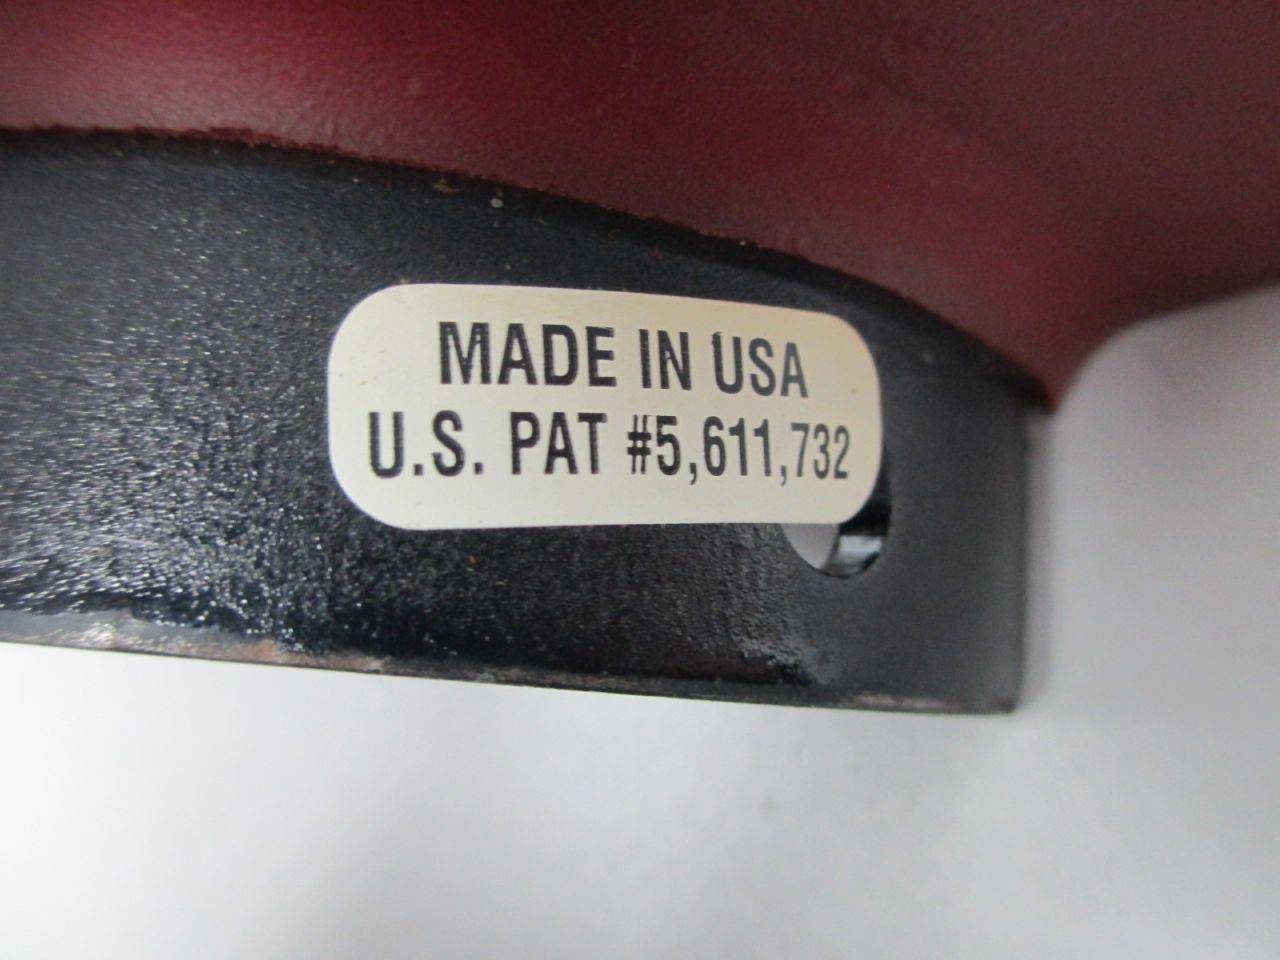 MADE IN USA
U.S. PAT #5,611,732